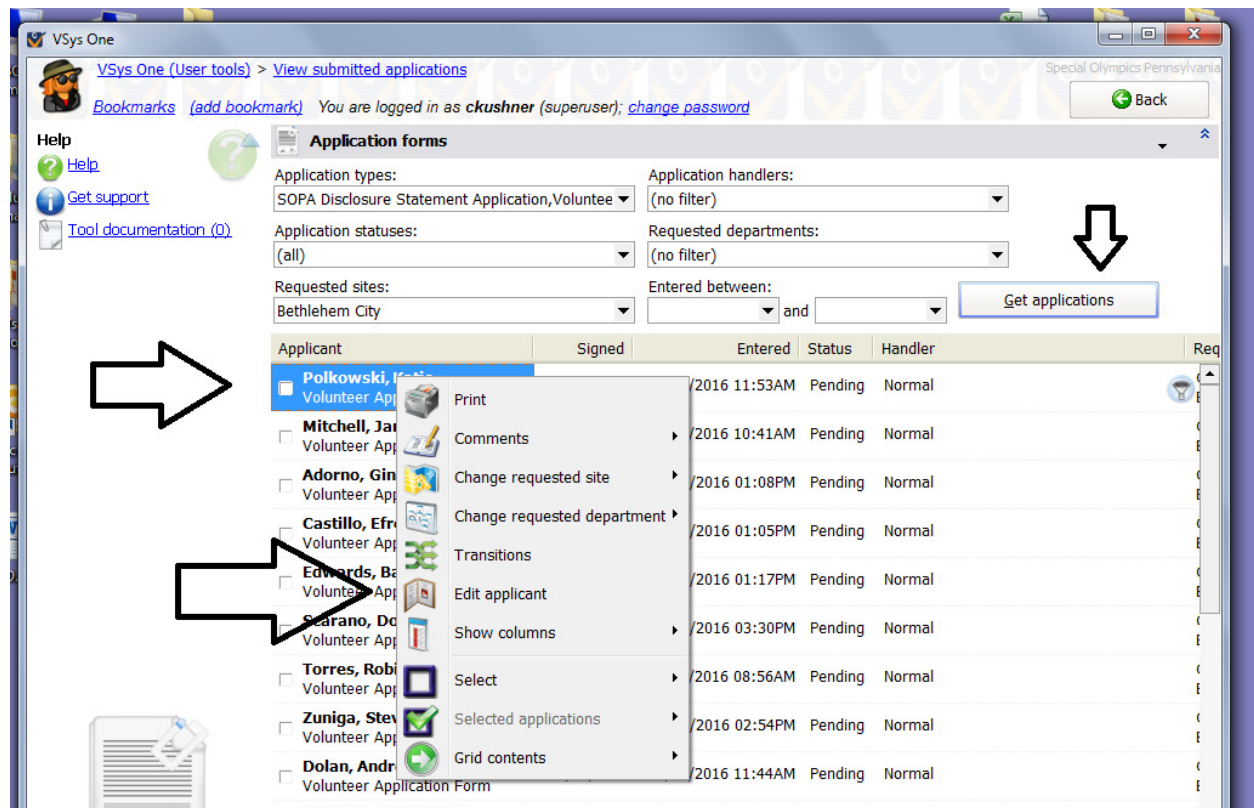 VSys One
VSys One (User tools) > View submitted applications
Special Olympics Pennsylvania
Bookmarks (add bookmark) You are logged in as ckushner (superuser); change password
Back
Help
Help
Get support
Tool documentation (0)
Application forms
Application types:
Application handlers:
SOPA Disclosure Statement Application,Voluntee
(no filter)
Application statuses:
Requested departments:
(all)
(no filter)
Requested sites:
Entered between:
Bethlehem City
and
Get applications
Applicant Signed Entered Status Handler Req
Polkowski, /2016 11:53AM Pending Normal
Volunteer App
Mitchell, Jar /2016 10:41AM Pending Normal
Volunteer App
Adorno, Gin /2016 01:08PM Pending Normal
Volunteer App
Castillo, Efre /2016 01:05PM Pending Normal
Volunteer App
Edwards, Ba /2016 01:17PM Pending Normal
Volunteer App
Scarano, Do /2016 03:30PM Pending Normal
Volunteer App
Torres, Robi /2016 08:56AM Pending Normal
Volunteer App
Zuniga, Stev /2016 02:54PM Pending Normal
Volunteer App
Dolan, Andr /2016 11:44AM Pending Normal
Volunteer Application Form
Print
Comments
Change requested site
Change requested department
Transitions
Edit applicant
Show columns
Select
Selected applications
Grid contents